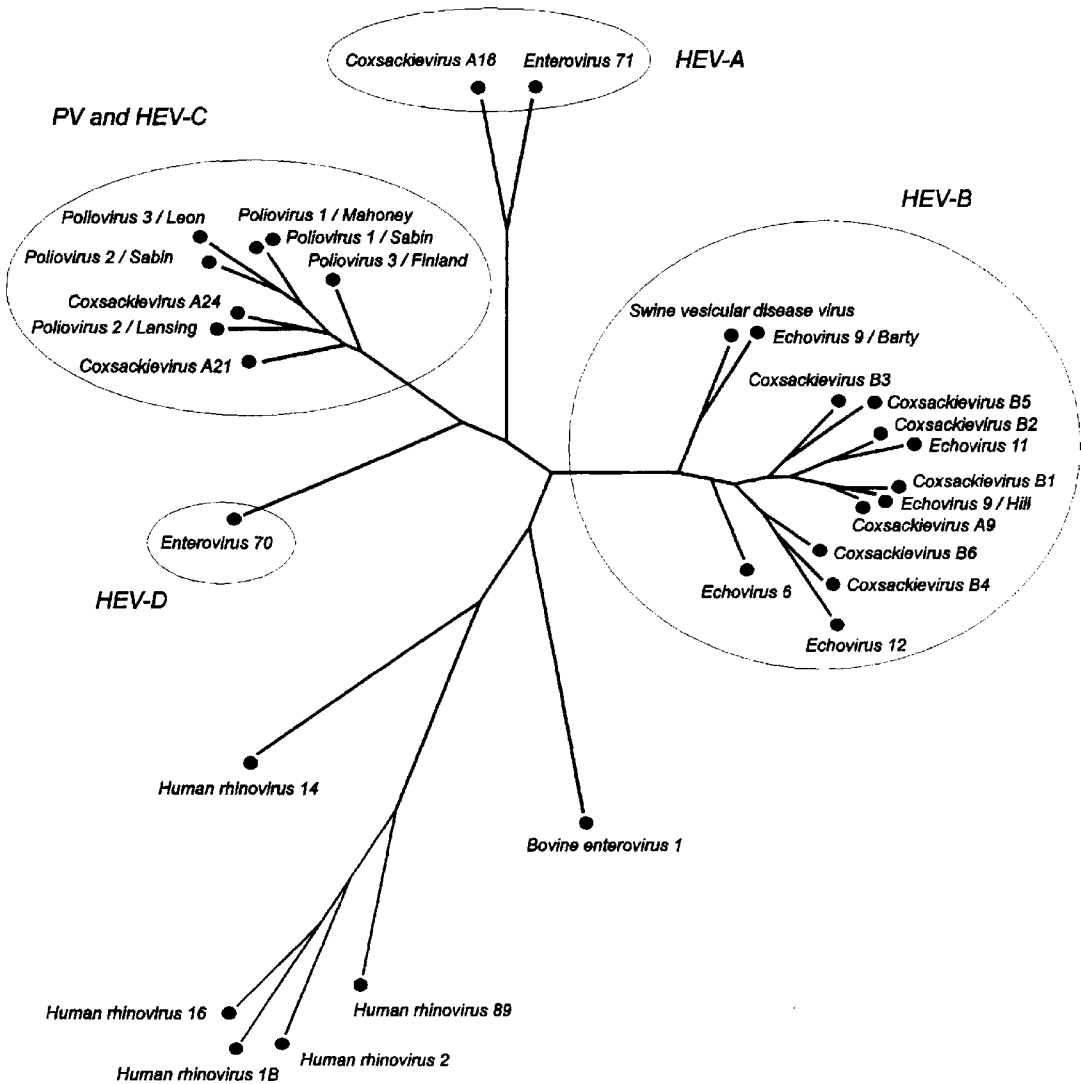 Coxsackievirus A16
Enterovirus 71
HEV-A
PV and HEV-C
HEV-B
Poliovirus 3 / Leon
Poliovirus 1 / Mahoney
Poliovirus 1 / Sabin
Poliovirus 2 / Sabin
Poliovirus 3 / Finland
Coxsackievirus A24
Poliovirus 2 / Lansing
Coxsackievirus A21
Swine vesicular disease virus
Echovirus 9 / Barty
Coxsackievirus B3
Coxsackievirus B5
Coxsackievirus B2
Echovirus 11
Coxsackievirus B1
Echovirus 9 / Hill
Coxsackievirus A9
Coxsackievirus B6
Coxsackievirus B4
Echovirus 6
Echovirus 12
Enterovirus 70
HEV-D
Human rhinovirus 14
Bovine enterovirus 1
Human rhinovirus 89
Human rhinovirus 16
Human rhinovirus 2
Human rhinovirus 1B